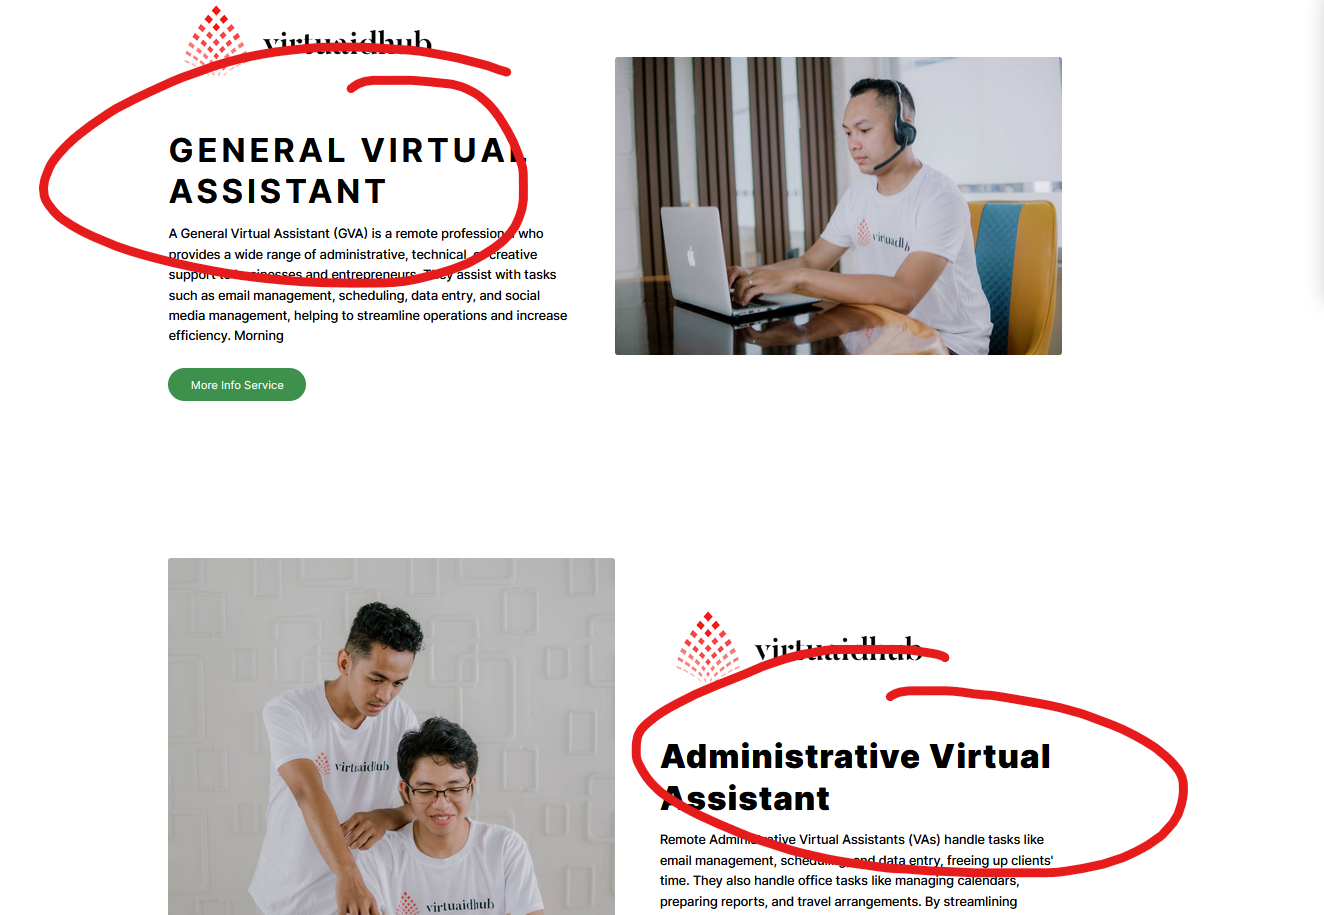 virtuaidhub
GENERAL VIRTUAL
ASSISTANT
A General Virtual Assistant (GVA) is a remote professional who
provides a wide range of administrative, technical, or creative
support to businesses and entrepreneurs. They assist with tasks
such as email management, scheduling, data entry, and social
media management, helping to streamline operations and increase
efficiency. Morning
More Info Service
virtuaidhub
virtuaidhub
Administrative Virtual
Assistant
Remote Administrative Virtual Assistants (VAs) handle tasks like
email management, scheduling, and data entry, freeing up clients'
time. They also handle office tasks like managing calendars,
preparing reports, and travel arrangements. By streamlining
virtuaidhub
virtuaidhub